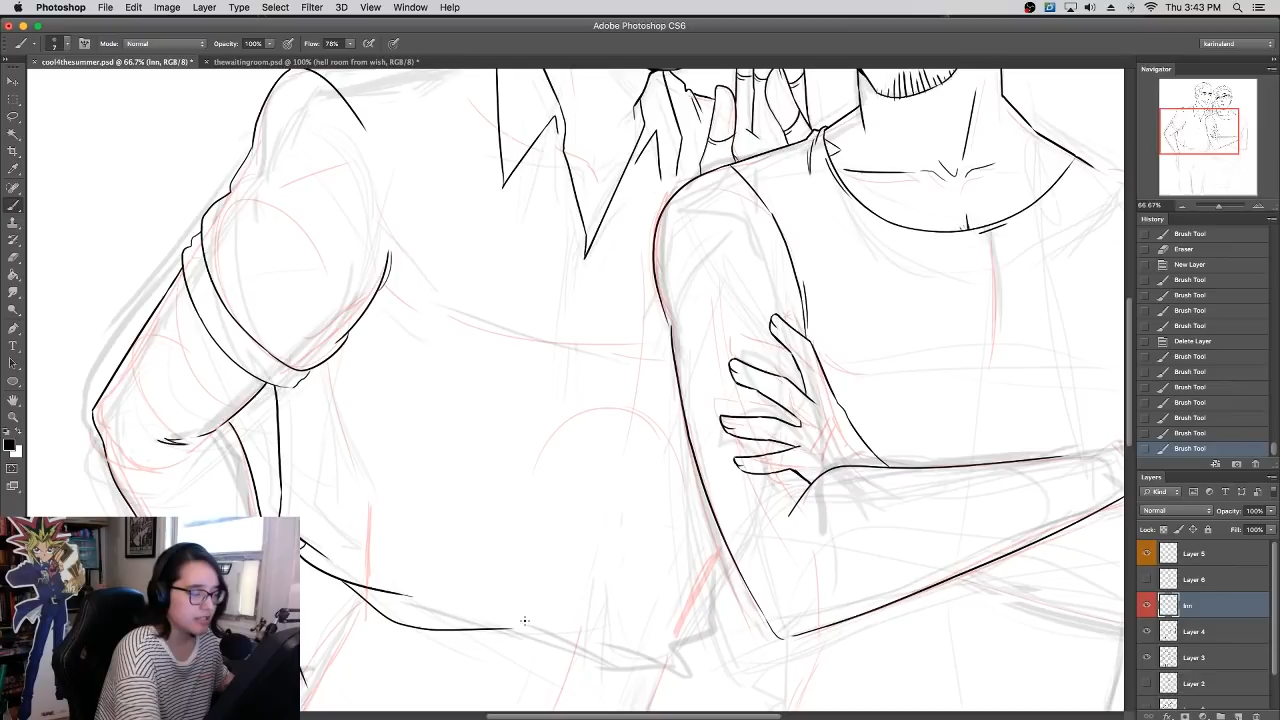 Photoshop File Edit Image Layer Type Select Filter 3D View Window Help Thu 3:43 PM
Adobe Photoshop CS6
7 Mode: Normal Opacity: 100% Flow: 76% karinaland
cool4thesummer.psd @ 66.7% (Inn, RGB/8) * thewaitingroom.psd @ 100% (hell room from wish, RGB/8) *
Navigator
66.67%
History
Brush Tool
Eraser
New Layer
Brush Tool
Brush Tool
Brush Tool
Brush Tool
Delete Layer
Brush Tool
Brush Tool
Brush Tool
Brush Tool
Brush Tool
Brush Tool
Brush Tool
Layers
Kind
Normal Opacity: 100%
Lock: Fill: 100%
Layer 5
Layer 6
Layer 4
Layer 3
Layer 2